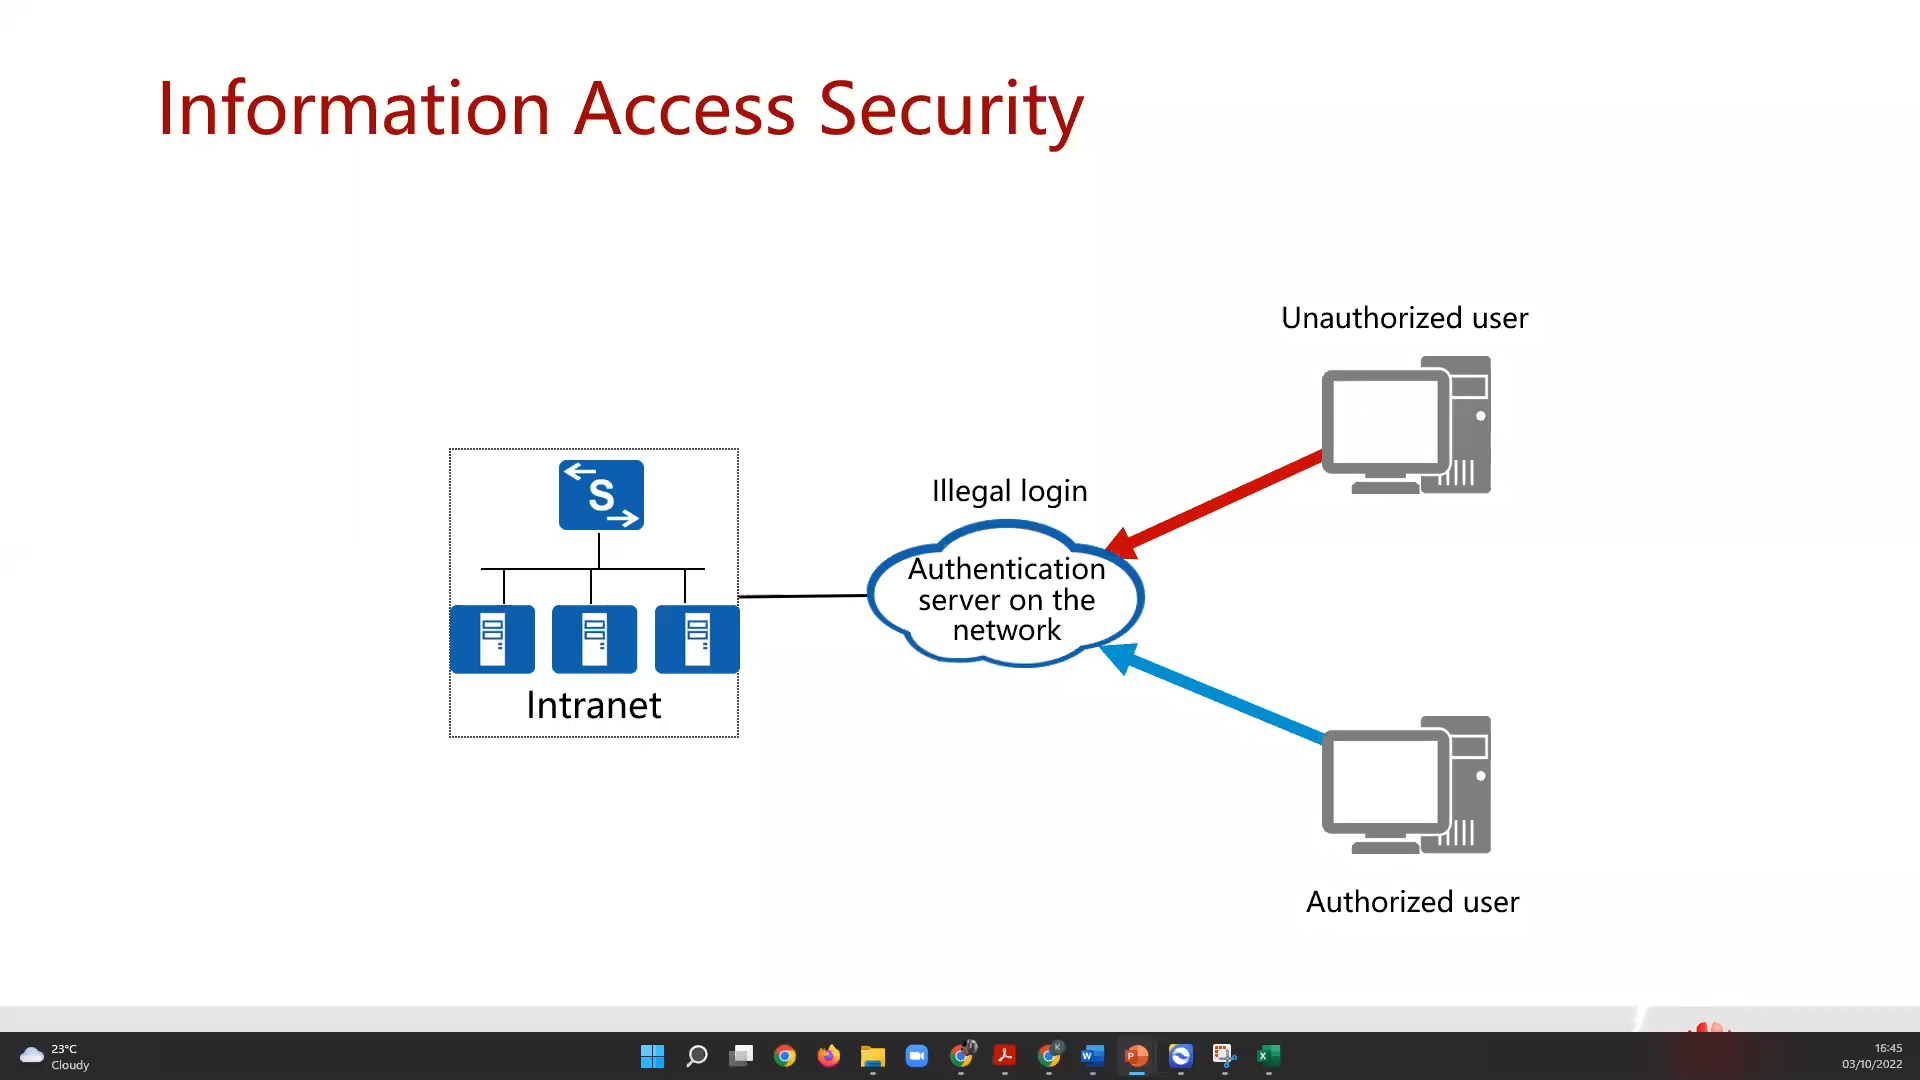 Information Access Security
Unauthorized user
Illegal login
S
Authentication
server on the
network
Intranet
Authorized user
23°C
Cloudy
16:45
03/10/2022